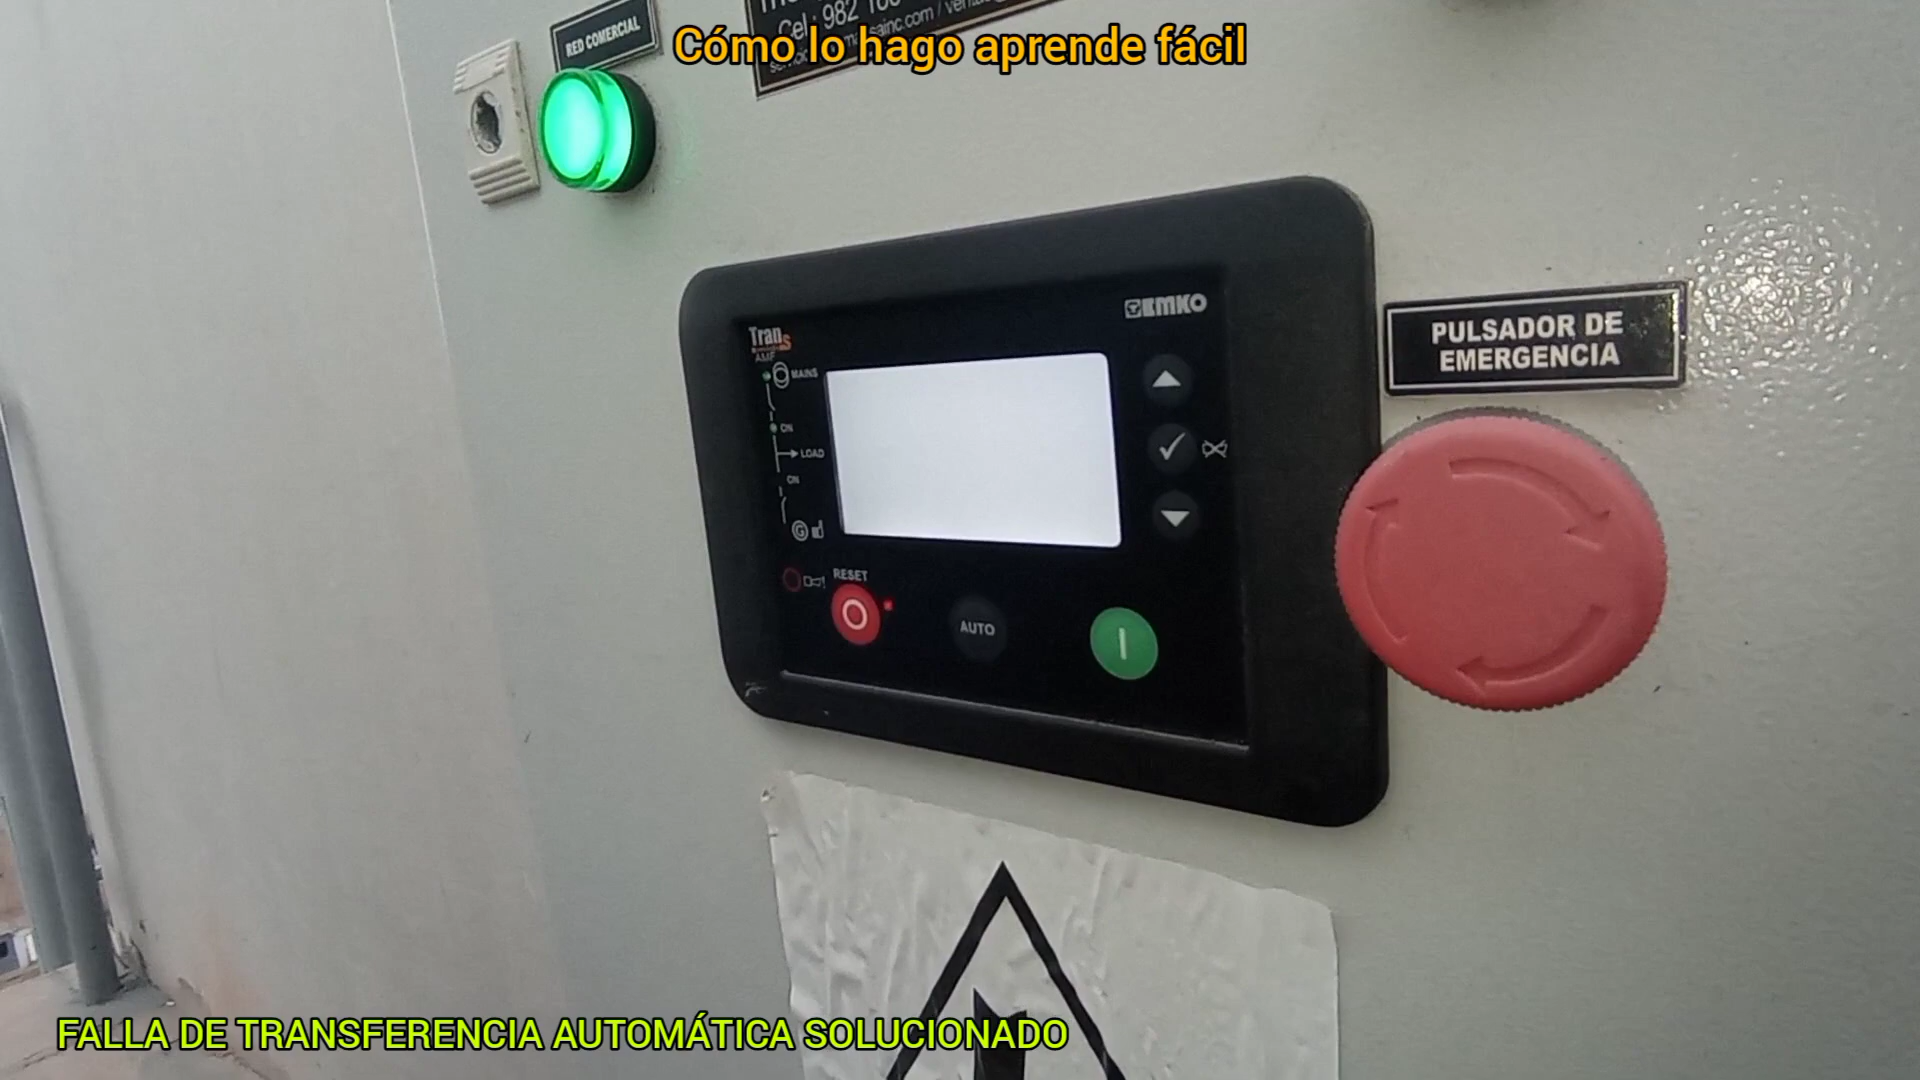 RED COMERCIAL
Cel.: 982
Cómo lo hago aprende fácil
EMKO
Trans
AMF
MAINS
ON
LOAD
ON
G
RESET
AUTO
PULSADOR DE
EMERGENCIA
FALLA DE TRANSFERENCIA AUTOMÁTICA SOLUCIONADO